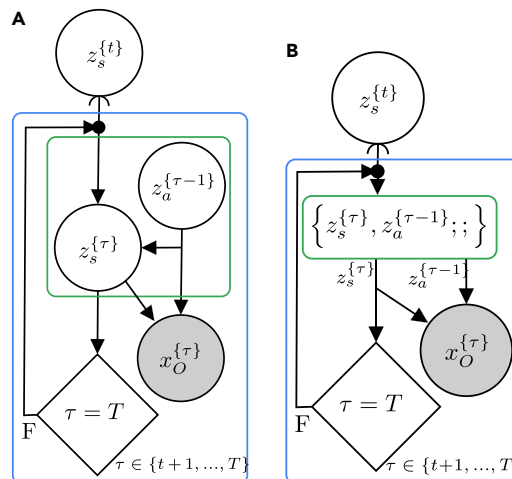 A
z_s^{t}
z_a^{τ−1}
z_s^{τ}
x_O^{τ}
τ = T
F
τ ∈ {t+1, ..., T}
B
z_s^{t}
{z_s^{τ}, z_a^{τ−1};;}
z_s^{τ}
z_a^{τ−1}
x_O^{τ}
τ = T
F
τ ∈ {t+1, ..., T}